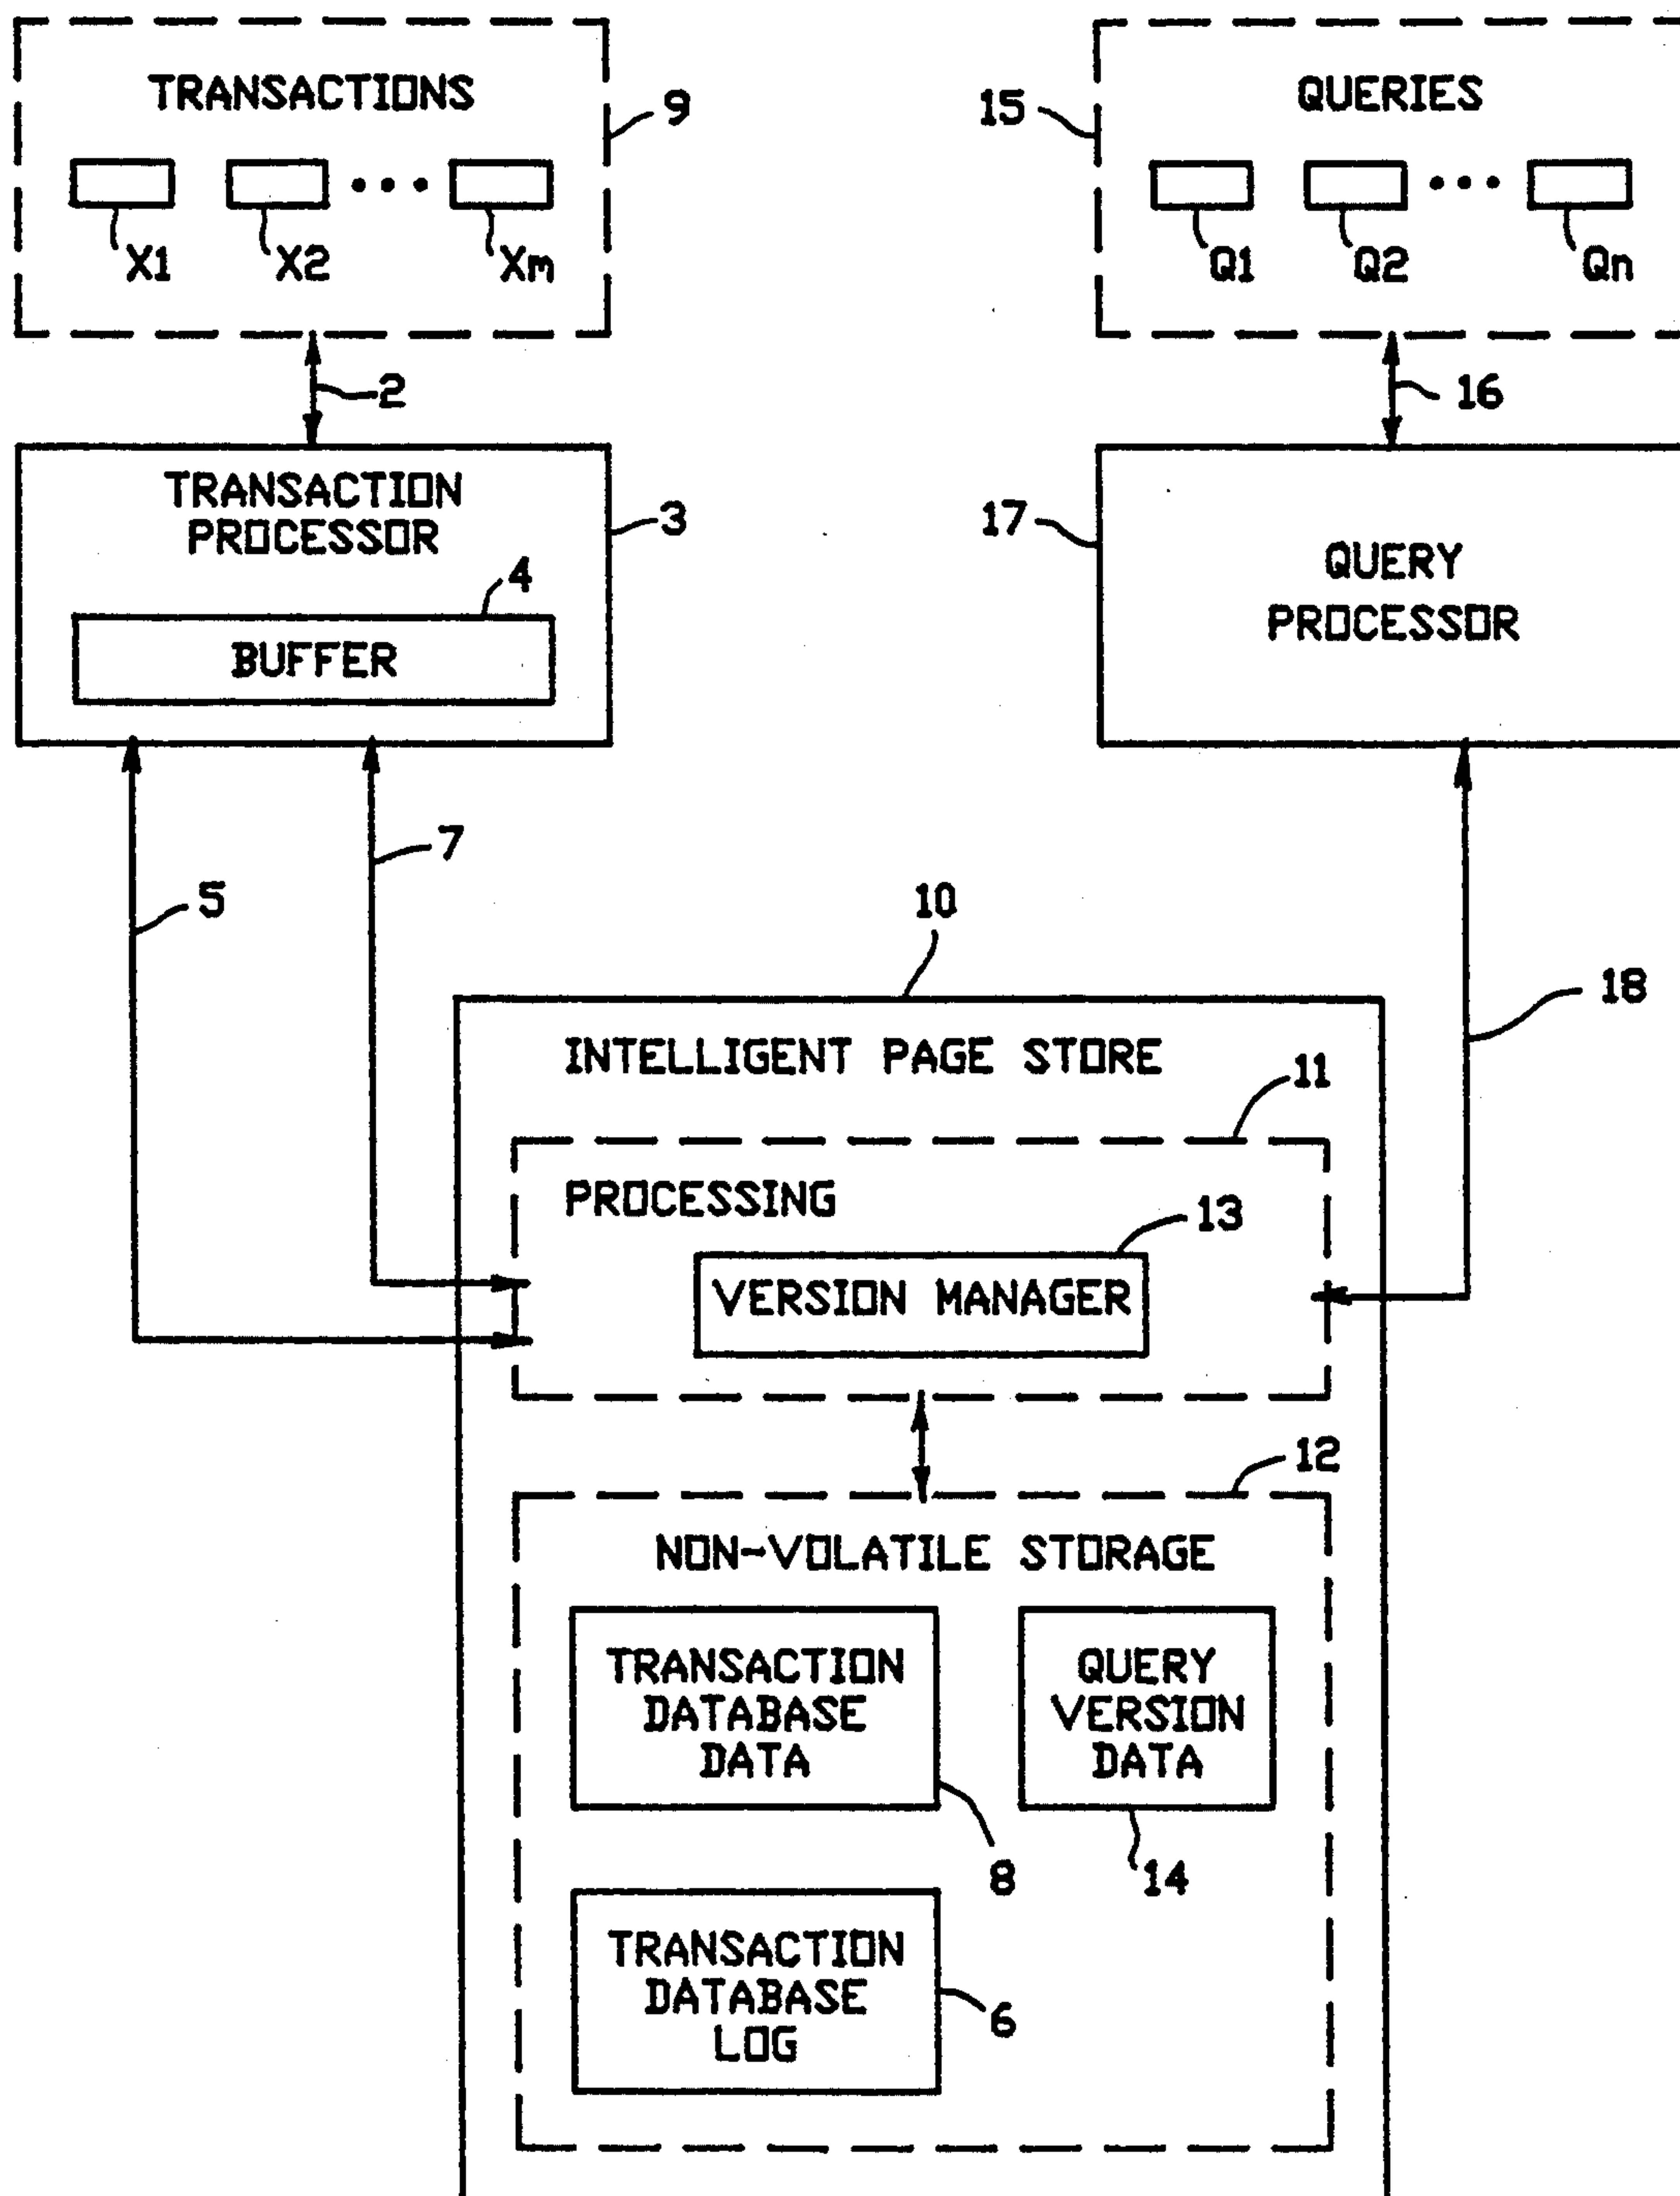 TRANSACTIONS
9
X1 X2 Xm
15
QUERIES
Q1 Q2 Qn
2
16
TRANSACTION
PROCESSOR
3
4
BUFFER
17
QUERY
PROCESSOR
5
7
18
10
INTELLIGENT PAGE STORE
11
PROCESSING
13
VERSION MANAGER
12
NON-VOLATILE STORAGE
TRANSACTION
DATABASE
DATA
8
QUERY
VERSION
DATA
14
TRANSACTION
DATABASE
LOG
6